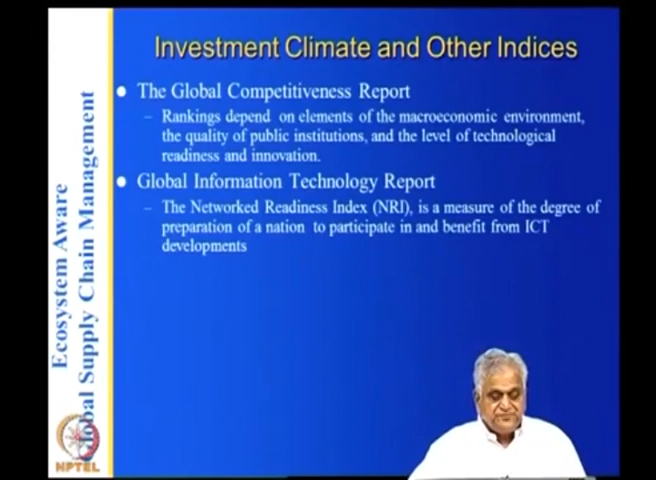 Investment Climate and Other Indices
The Global Competitiveness Report
– Rankings depend on elements of the macroeconomic environment,
the quality of public institutions, and the level of technological
readiness and innovation.
Global Information Technology Report
– The Networked Readiness Index (NRI), is a measure of the degree of
preparation of a nation to participate in and benefit from ICT
developments
Ecosystem Aware
Global Supply Chain Management
NPTEL